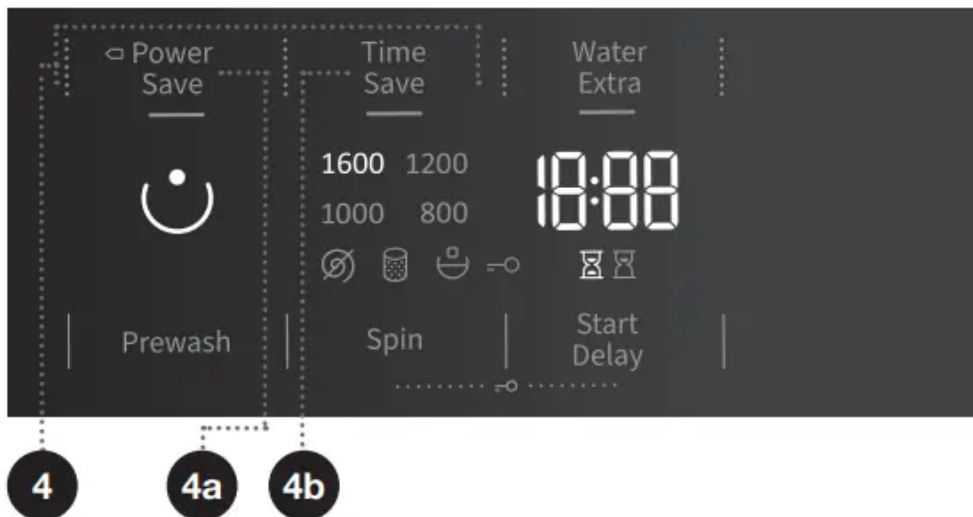 Power Save
Time Save
Water Extra
1600 1200
1000 800
18:88
Prewash
Spin
Start Delay
4
4a
4b